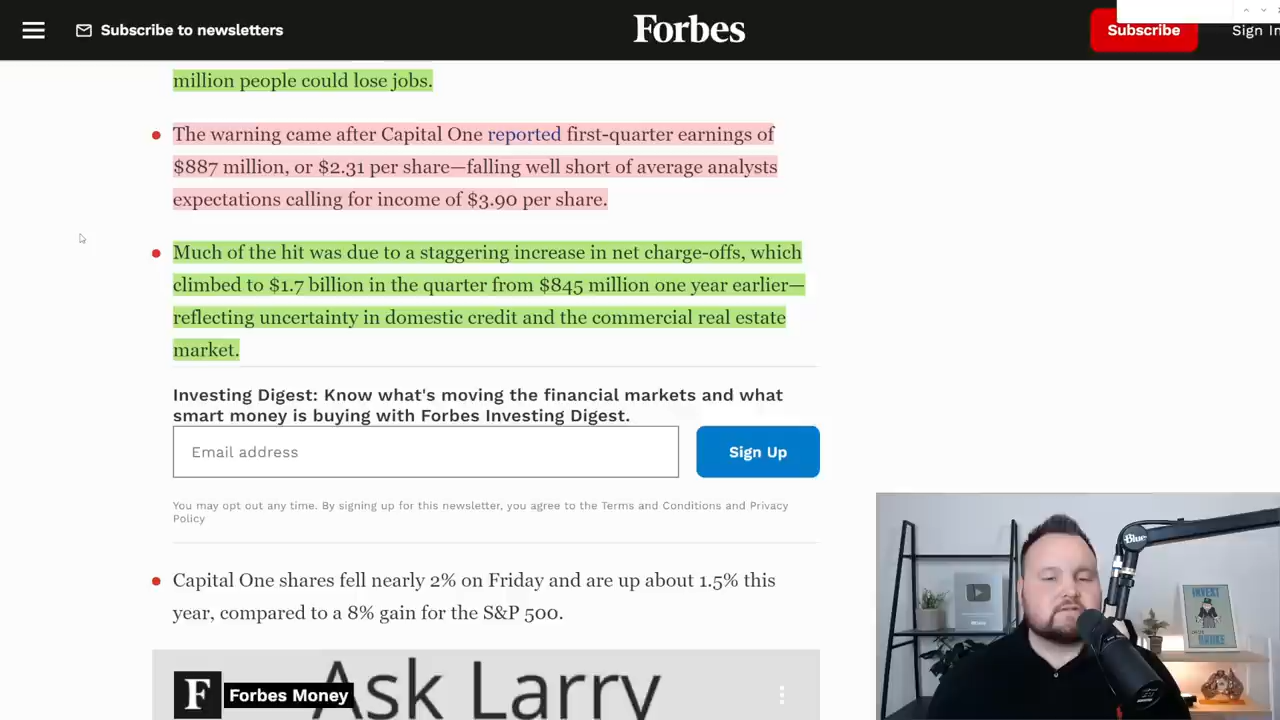 Subscribe to newsletters
Forbes
Subscribe
Sign In
million people could lose jobs.
The warning came after Capital One reported first-quarter earnings of
$887 million, or $2.31 per share—falling well short of average analysts
expectations calling for income of $3.90 per share.
Much of the hit was due to a staggering increase in net charge-offs, which
climbed to $1.7 billion in the quarter from $845 million one year earlier—
reflecting uncertainty in domestic credit and the commercial real estate
market.
Investing Digest: Know what's moving the financial markets and what
smart money is buying with Forbes Investing Digest.
Email address
Sign Up
You may opt out any time. By signing up for this newsletter, you agree to the Terms and Conditions and Privacy
Policy
Capital One shares fell nearly 2% on Friday and are up about 1.5% this
year, compared to a 8% gain for the S&P 500.
Ask Larry
F
Forbes Money
Blue
INVEST